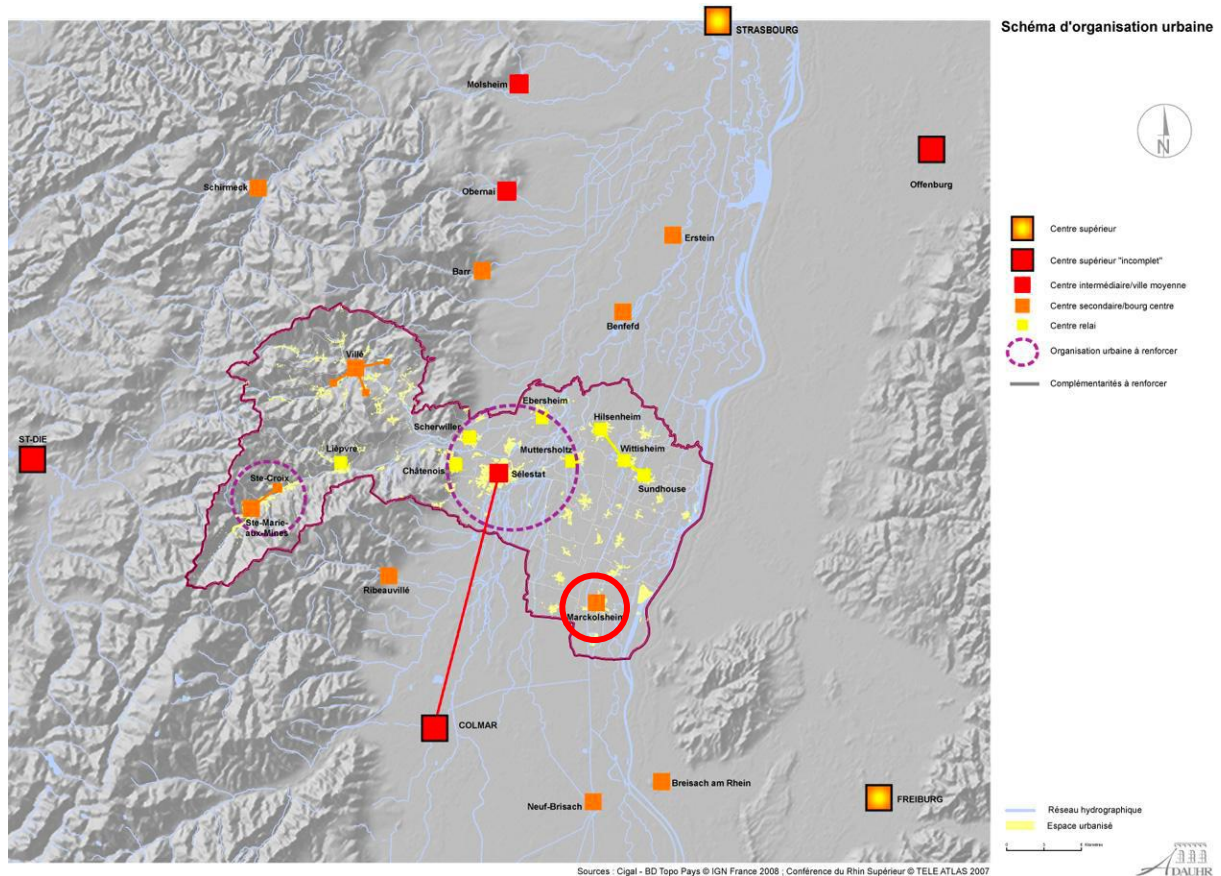 Schéma d'organisation urbaine
STRASBOURG
Molsheim
N
Offenburg
Schirmeck
Obernai
Erstein
Barr
Benfefd
Villé
Ebersheim
Hilsenheim
Scherwiller
ST-DIE
Lièpvre
Muttersholtz
Wittisheim
Châtenois
Sélestat
Sundhouse
Ste-Croix
Ste-Marie-
aux-Mines
Ribeauvillé
Marckolsheim
COLMAR
Breisach am Rhein
Neuf-Brisach
FREIBURG
Centre supérieur
Centre supérieur "incomplet"
Centre intermédiaire/ville moyenne
Centre secondaire/bourg centre
Centre relai
Organisation urbaine à renforcer
Complémentarités à renforcer
Réseau hydrographique
Espace urbanisé
Kilomètres
ADAUHR
Sources : Cigal - BD Topo Pays © IGN France 2008 ; Conférence du Rhin Supérieur © TELE ATLAS 2007